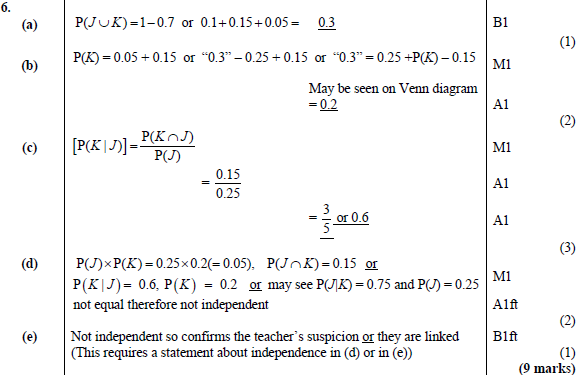 6.
(a) P(J∪K)=1−0.7 or 0.1+0.15+0.05= 0.3 B1
(1)
(b) P(K)=0.05+0.15 or “0.3”−0.25+0.15 or “0.3”=0.25+P(K)−0.15 M1
May be seen on Venn diagram
=0.2 A1
(2)
(c) [P(K|J)]=P(K∩J)/P(J) M1
=0.15/0.25 A1
=3/5 or 0.6 A1
(3)
(d) P(J)×P(K)=0.25×0.2(=0.05), P(J∩K)=0.15 or
P(K|J)= 0.6, P(K) = 0.2 or may see P(J|K)=0.75 and P(J)=0.25 M1
not equal therefore not independent A1ft
(2)
(e) Not independent so confirms the teacher’s suspicion or they are linked B1ft
(This requires a statement about independence in (d) or in (e)) (1)
(9 marks)